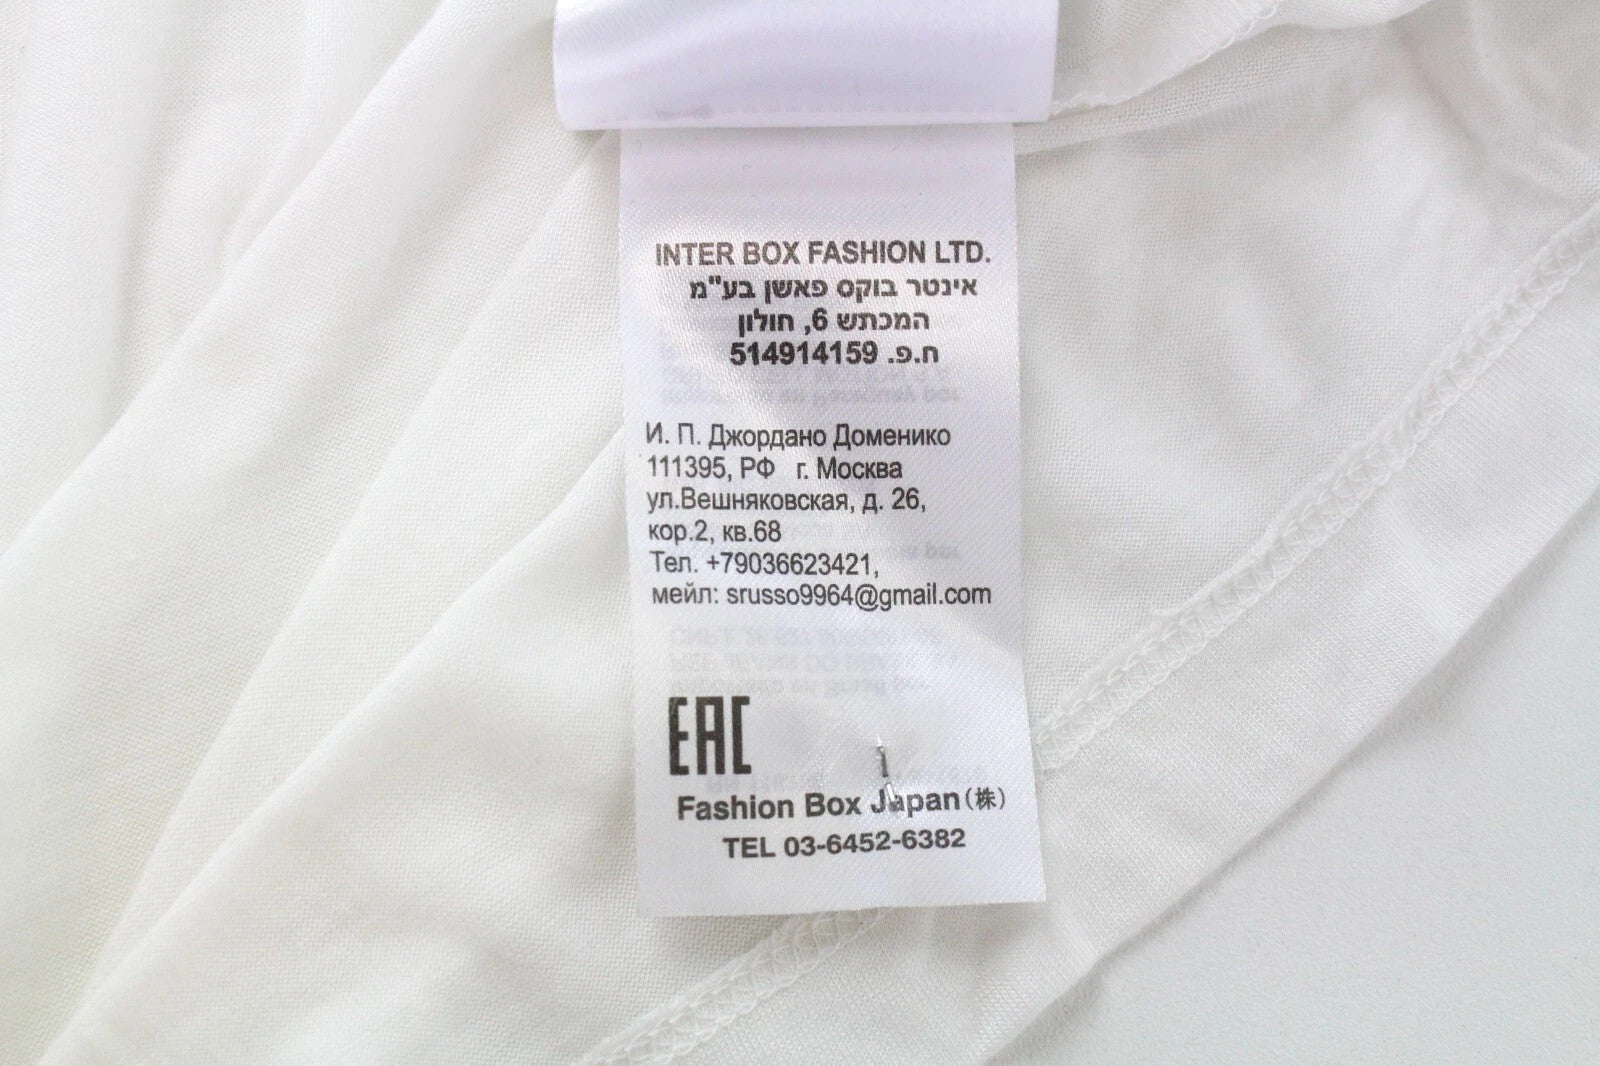 INTER BOX FASHION LTD.
אינטר בוקס פאשן בע"מ
המכתש 6, חולון
ח.פ. 514914159
И. П. Джордано Доменико
111395, РФ г. Москва
ул.Вешняковская, д. 26,
кор.2, кв.68
Тел. +79036623421,
мейл: srusso9964@gmail.com
EAC
Fashion Box Japan(株)
TEL 03-6452-6382